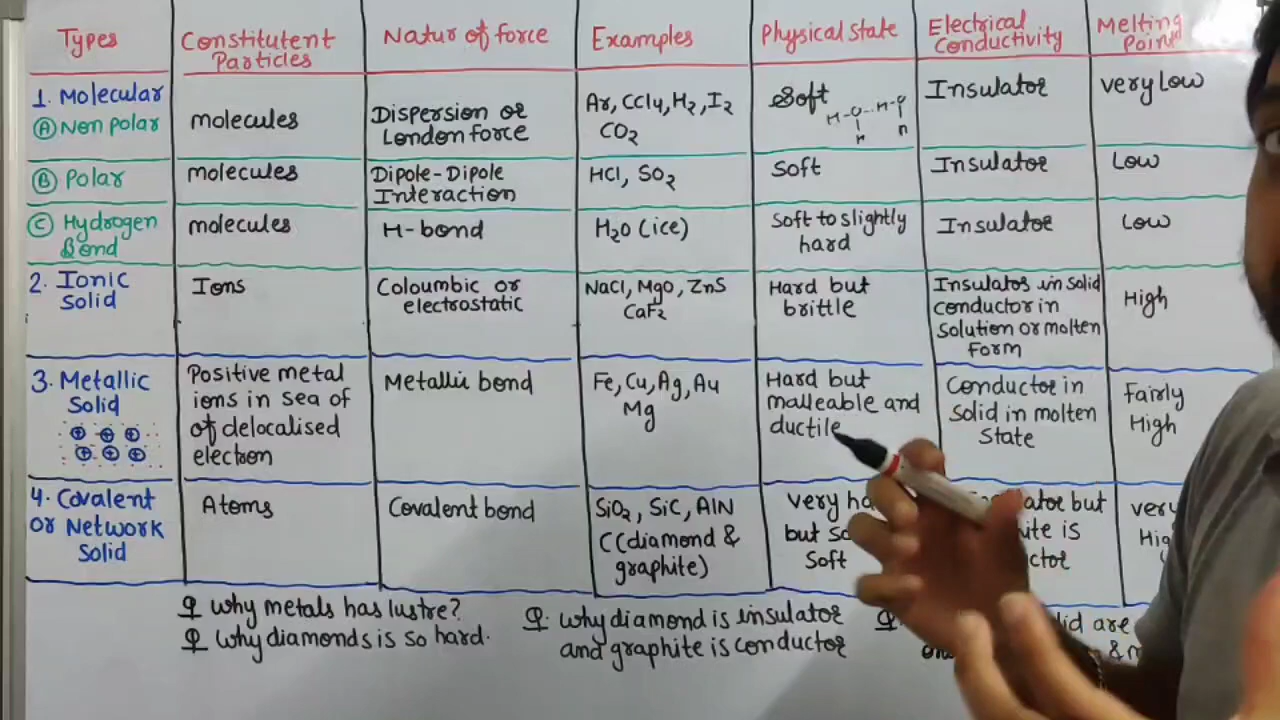 Types
Constitutent
Particles
Natur of force
Examples
Physical state
Electrical
Conductivity
Melting
Point
1. Molecular
Ⓐ Non polar
molecules
Dispersion or
London force
Ar, CCl4, H2, I2
CO2
Soft
H-O--H-O
H
H
Insulator
very Low
Ⓑ Polar
molecules
Dipole-Dipole
Interaction
HCl, SO2
Soft
Insulator
Low
Ⓒ Hydrogen
Bond
molecules
H-bond
H2O (ice)
Soft to slightly
hard
Insulator
Low
2. Ionic
Solid
Ions
Coloumbic or
electrostatic
NaCl, MgO, ZnS
CaF2
Hard but
brittle
Insulator in solid
conductor in
solution or molten
form
High
3. Metallic
Solid
Positive metal
ions in sea of
of delocalised
electron
Metallic bond
Fe, Cu, Ag, Au
Mg
Hard but
malleable and
ductile
Conductor in
solid in molten
state
Fairly
High
4. Covalent
or Network
Solid
Atoms
Covalent bond
SiO2, SiC, AlN
C(diamond &
graphite)
very
but
Soft
but
is
very
Q why metals has lustre?
Q why diamonds is so hard.
Q. why diamond is insulator
and graphite is conductor
Q
are
&